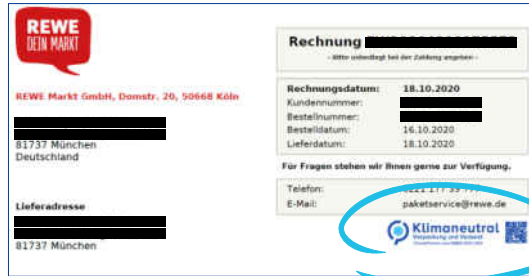 REWE
DEIN MARKT
REWE Markt GmbH, Domstr. 20, 50668 Köln
81737 München
Deutschland
Lieferadresse
81737 München
Rechnung
- Bitte unbedingt bei der Zahlung angeben -
Rechnungsdatum: 18.10.2020
Kundennummer:
Bestellnummer:
Bestelldatum: 16.10.2020
Lieferdatum: 18.10.2020
Für Fragen stehen wir Ihnen gerne zur Verfügung.
Telefon:
E-Mail: paketservice@rewe.de
Klimaneutral
Verpackung und Versand